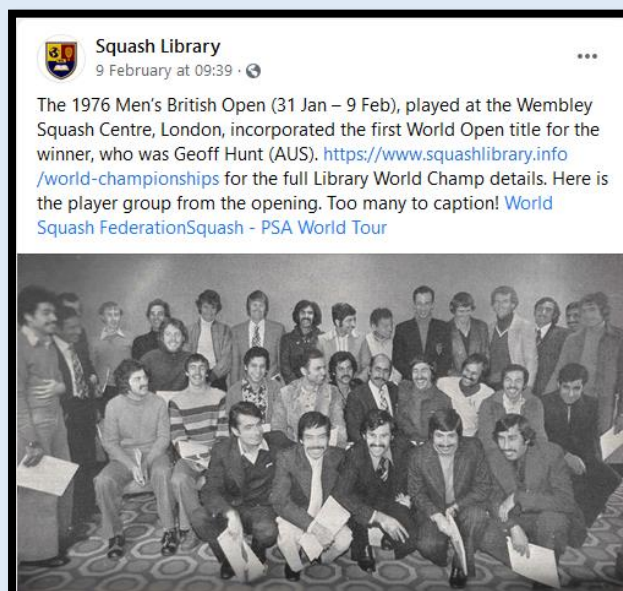 Squash Library
9 February at 09:39 ·
The 1976 Men's British Open (31 Jan – 9 Feb), played at the Wembley
Squash Centre, London, incorporated the first World Open title for the
winner, who was Geoff Hunt (AUS). https://www.squashlibrary.info
/world-championships for the full Library World Champ details. Here is
the player group from the opening. Too many to caption! World
Squash FederationSquash - PSA World Tour